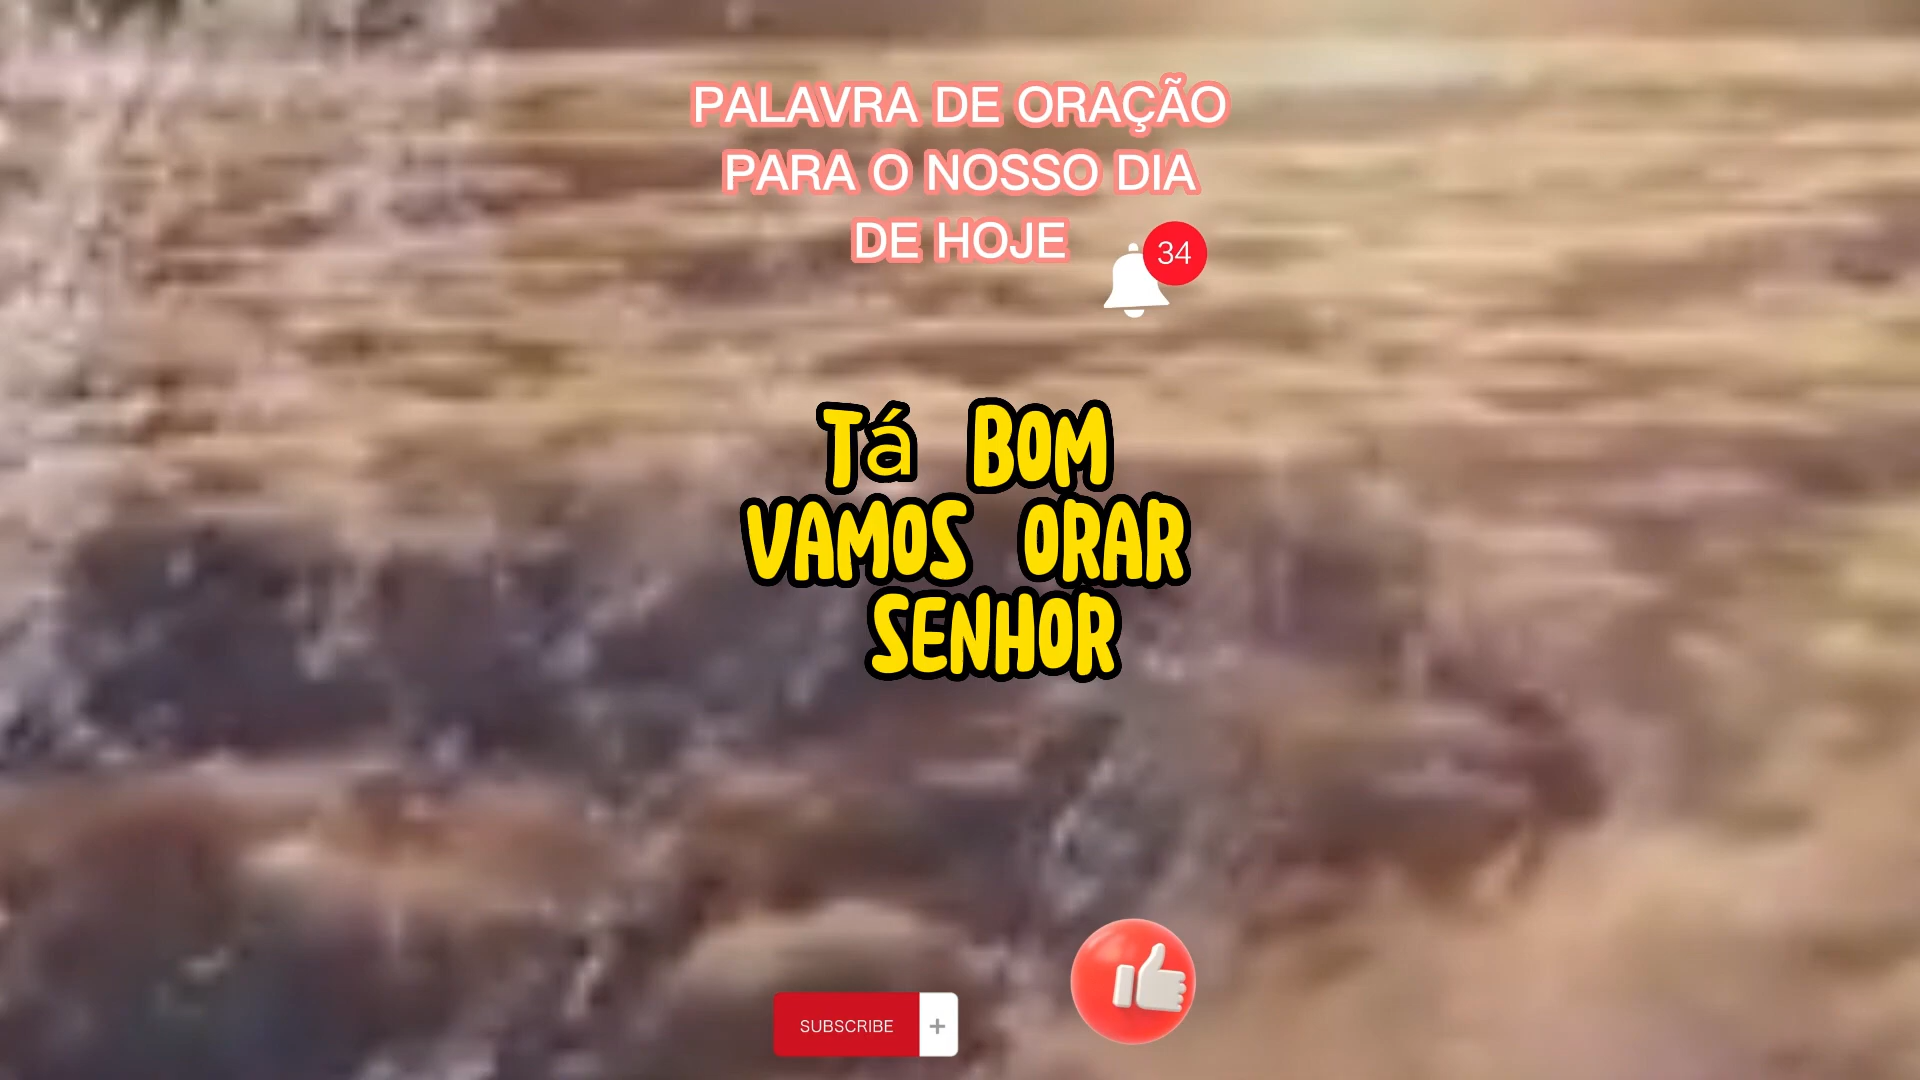 PALAVRA DE ORAÇÃO
PARA O NOSSO DIA
DE HOJE
34
Tá BOM
VAMOS ORAR
SENHOR
SUBSCRIBE +